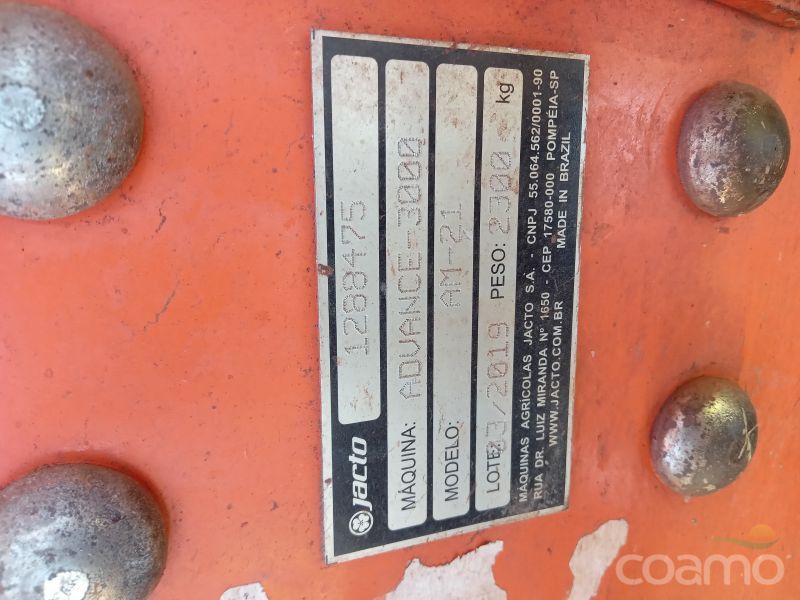 jacto 1268475
MÁQUINA: ADVANCE-3000
MODELO: AM-21
LOTE: 03/2019 PESO: 2300 kg
MÁQUINAS AGRÍCOLAS JACTO S.A. - CNPJ 55.064.562/0001-90
RUA DR. LUIZ MIRANDA Nº 1650 - CEP 17580-000 POMPÉIA-SP
WWW.JACTO.COM.BR MADE IN BRAZIL
coamo